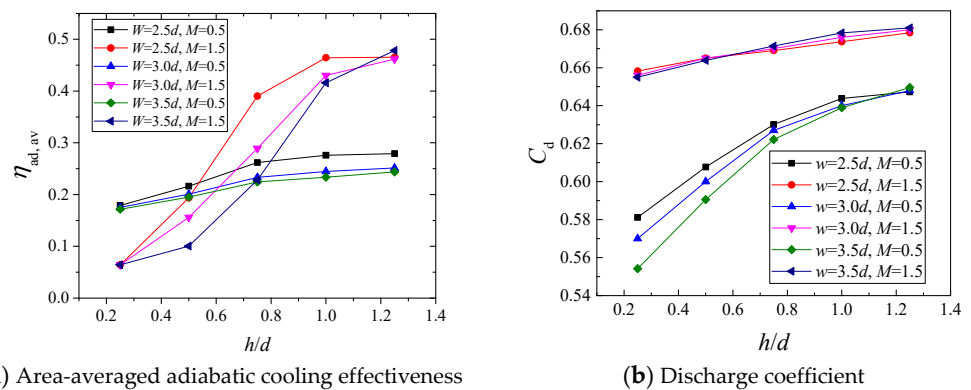 W=2.5d, M=0.5
W=2.5d, M=1.5
W=3.0d, M=0.5
W=3.0d, M=1.5
W=3.5d, M=0.5
W=3.5d, M=1.5
0.5
0.4
0.3
0.2
0.1
0.0
ηad, av
0.2 0.4 0.6 0.8 1.0 1.2 1.4
h/d
) Area-averaged adiabatic cooling effectiveness
0.68
0.66
0.64
0.62
0.60
0.58
0.56
0.54
Cd
w=2.5d, M=0.5
w=2.5d, M=1.5
w=3.0d, M=0.5
w=3.0d, M=1.5
w=3.5d, M=0.5
w=3.5d, M=1.5
0.2 0.4 0.6 0.8 1.0 1.2 1.4
h/d
(b) Discharge coefficient